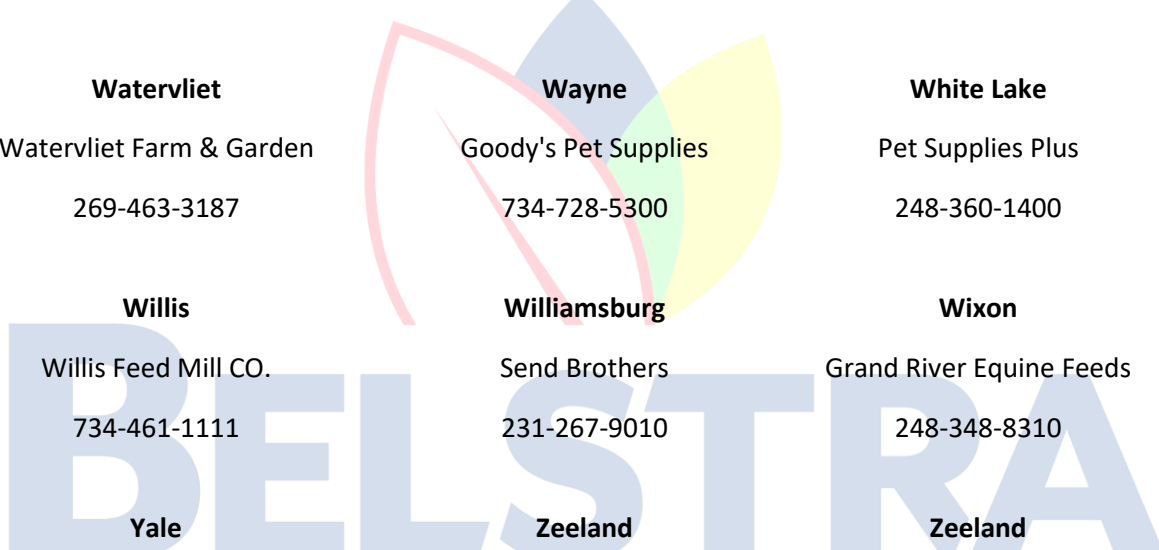 Watervliet
Watervliet Farm & Garden
269-463-3187
Wayne
Goody's Pet Supplies
734-728-5300
White Lake
Pet Supplies Plus
248-360-1400
Willis
Willis Feed Mill CO.
734-461-1111
Williamsburg
Send Brothers
231-267-9010
Wixon
Grand River Equine Feeds
248-348-8310
Yale
Zeeland
Zeeland
BELSTRA